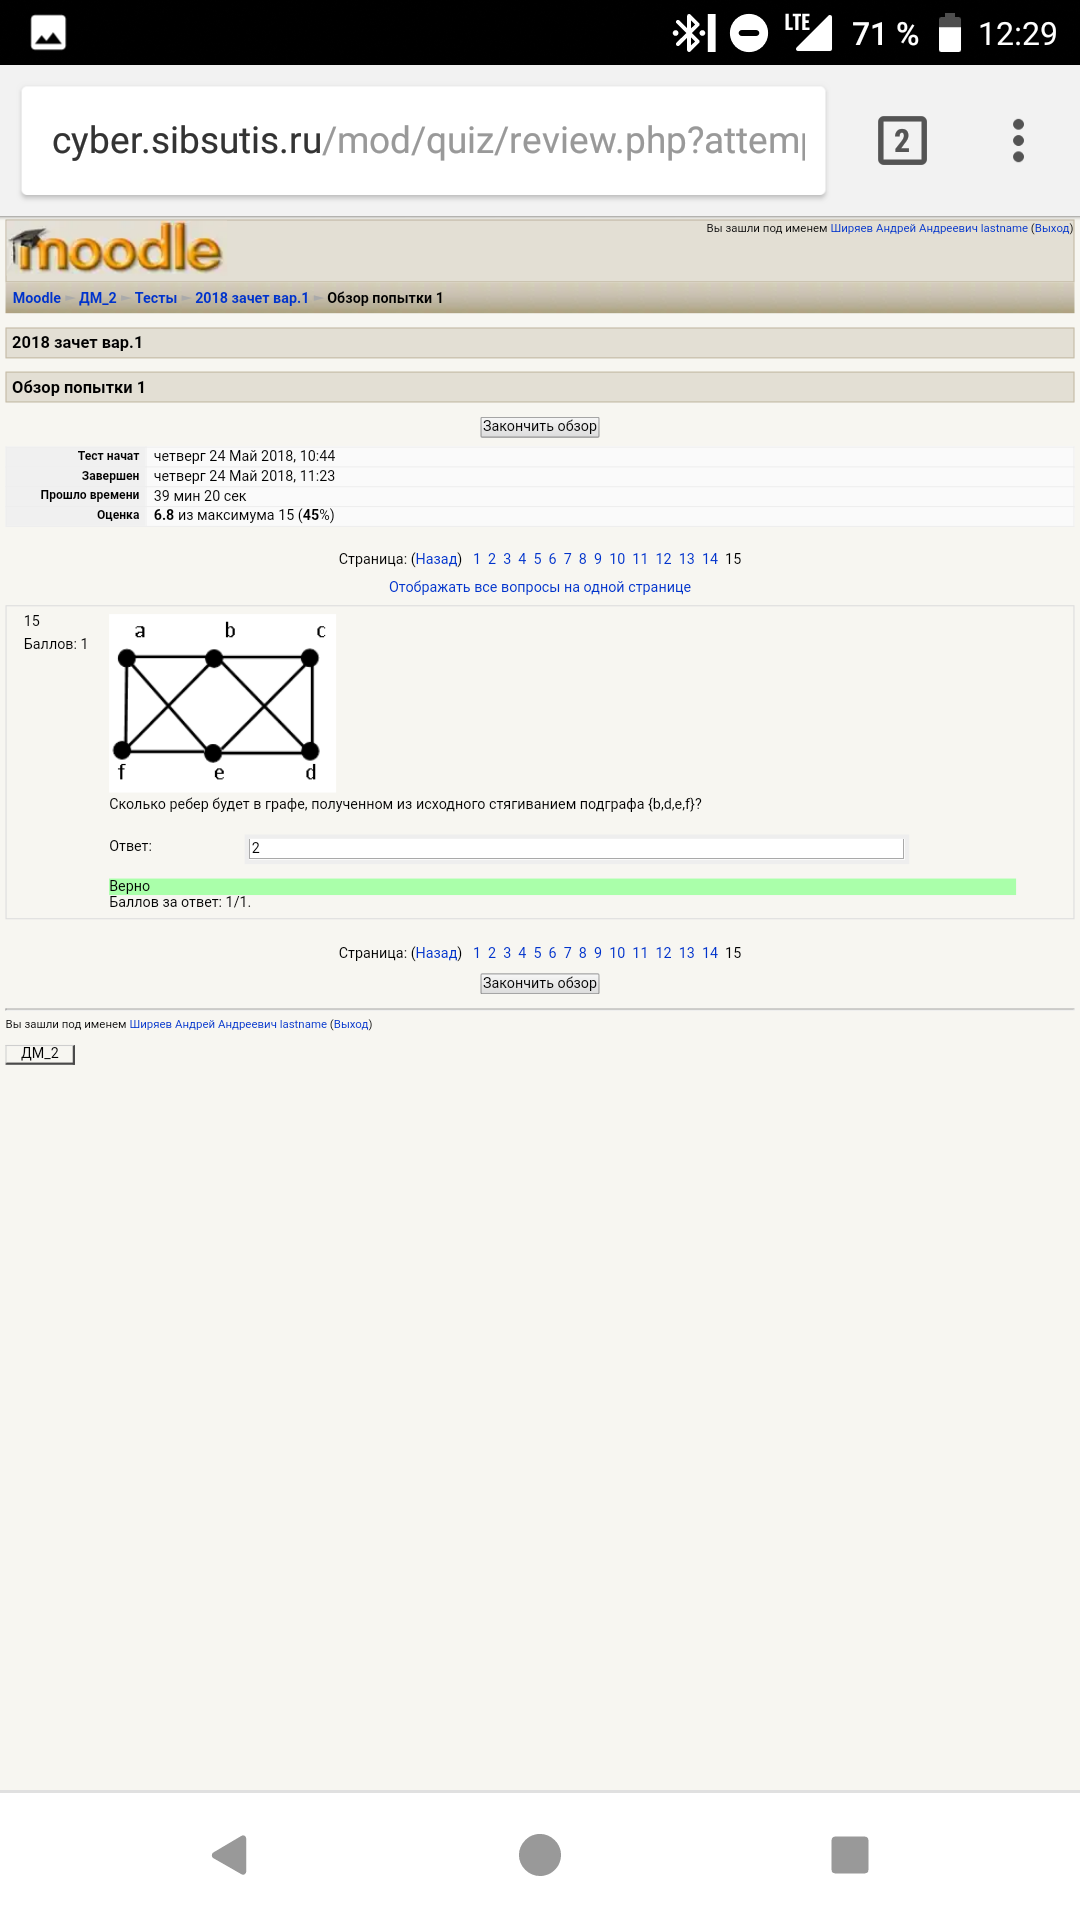 LTE 71 % 12:29
cyber.sibsutis.ru/mod/quiz/review.php?attem
2
moodle
Вы зашли под именем Ширяев Андрей Андреевич lastname (Выход)
Moodle ► ДМ_2 ► Тесты ► 2018 зачет вар.1 ► Обзор попытки 1
2018 зачет вар.1
Обзор попытки 1
Закончить обзор
Тест начат четверг 24 Май 2018, 10:44
Завершен четверг 24 Май 2018, 11:23
Прошло времени 39 мин 20 сек
Оценка 6.8 из максимума 15 (45%)
Страница: (Назад) 1 2 3 4 5 6 7 8 9 10 11 12 13 14 15
Отображать все вопросы на одной странице
15
Баллов: 1
a b c
f e d
Сколько ребер будет в графе, полученном из исходного стягиванием подграфа {b,d,e,f}?
Ответ: 2
Верно
Баллов за ответ: 1/1.
Страница: (Назад) 1 2 3 4 5 6 7 8 9 10 11 12 13 14 15
Закончить обзор
Вы зашли под именем Ширяев Андрей Андреевич lastname (Выход)
ДМ_2